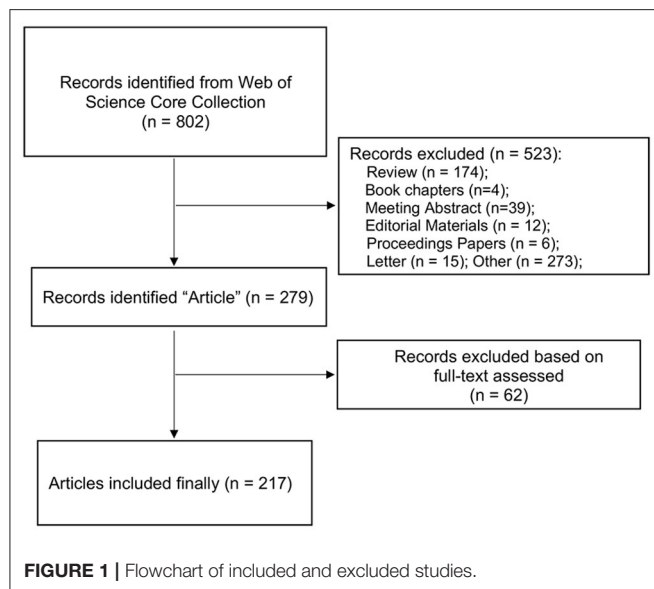 Records identified from Web of
Science Core Collection
(n = 802)
Records excluded (n = 523):
Review (n = 174);
Book chapters (n=4);
Meeting Abstract (n=39);
Editorial Materials (n = 12);
Proceedings Papers (n = 6);
Letter (n = 15); Other (n = 273);
Records identified “Article” (n = 279)
Records excluded based on
full-text assessed
(n = 62)
Articles included finally (n = 217)
FIGURE 1 | Flowchart of included and excluded studies.